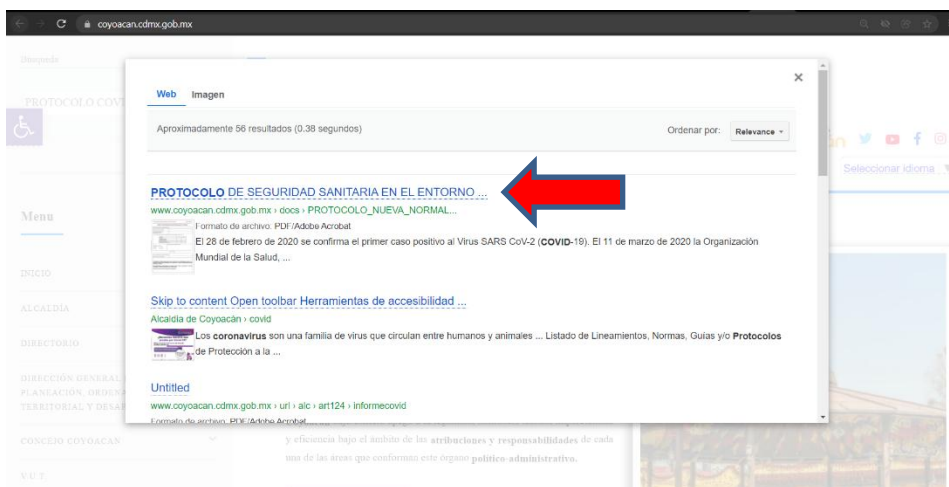 coyoacan.cdmx.gob.mx
Búsqueda
PROTOCOLO COVI
Web Imagen
Aproximadamente 56 resultados (0.38 segundos)
Ordenar por: Relevance
Seleccionar idioma
PROTOCOLO DE SEGURIDAD SANITARIA EN EL ENTORNO ...
www.coyoacan.cdmx.gob.mx › docs › PROTOCOLO_NUEVA_NORMAL...
Formato de archivo: PDF/Adobe Acrobat
El 28 de febrero de 2020 se confirma el primer caso positivo al Virus SARS CoV-2 (COVID-19). El 11 de marzo de 2020 la Organización
Mundial de la Salud, ...
Skip to content Open toolbar Herramientas de accesibilidad ...
Alcaldía de Coyoacán › covid
Los coronavirus son una familia de virus que circulan entre humanos y animales ... Listado de Lineamientos, Normas, Guías y/o Protocolos
de Protección a la ...
Untitled
www.coyoacan.cdmx.gob.mx › url › alc › art124 › informecovid
Formato de archivo: PDF/Adobe Acrobat
Menu
INICIO
ALCALDÍA
DIRECTORIO
DIRECCIÓN GENERAL
PLANEACIÓN, ORDENA
TERRITORIAL Y DESAR
CONCEJO COYOACÁN
V.U.T
y eficiencia bajo el ámbito de las atribuciones y responsabilidades de cada
una de las áreas que conforman este órgano político-administrativo.